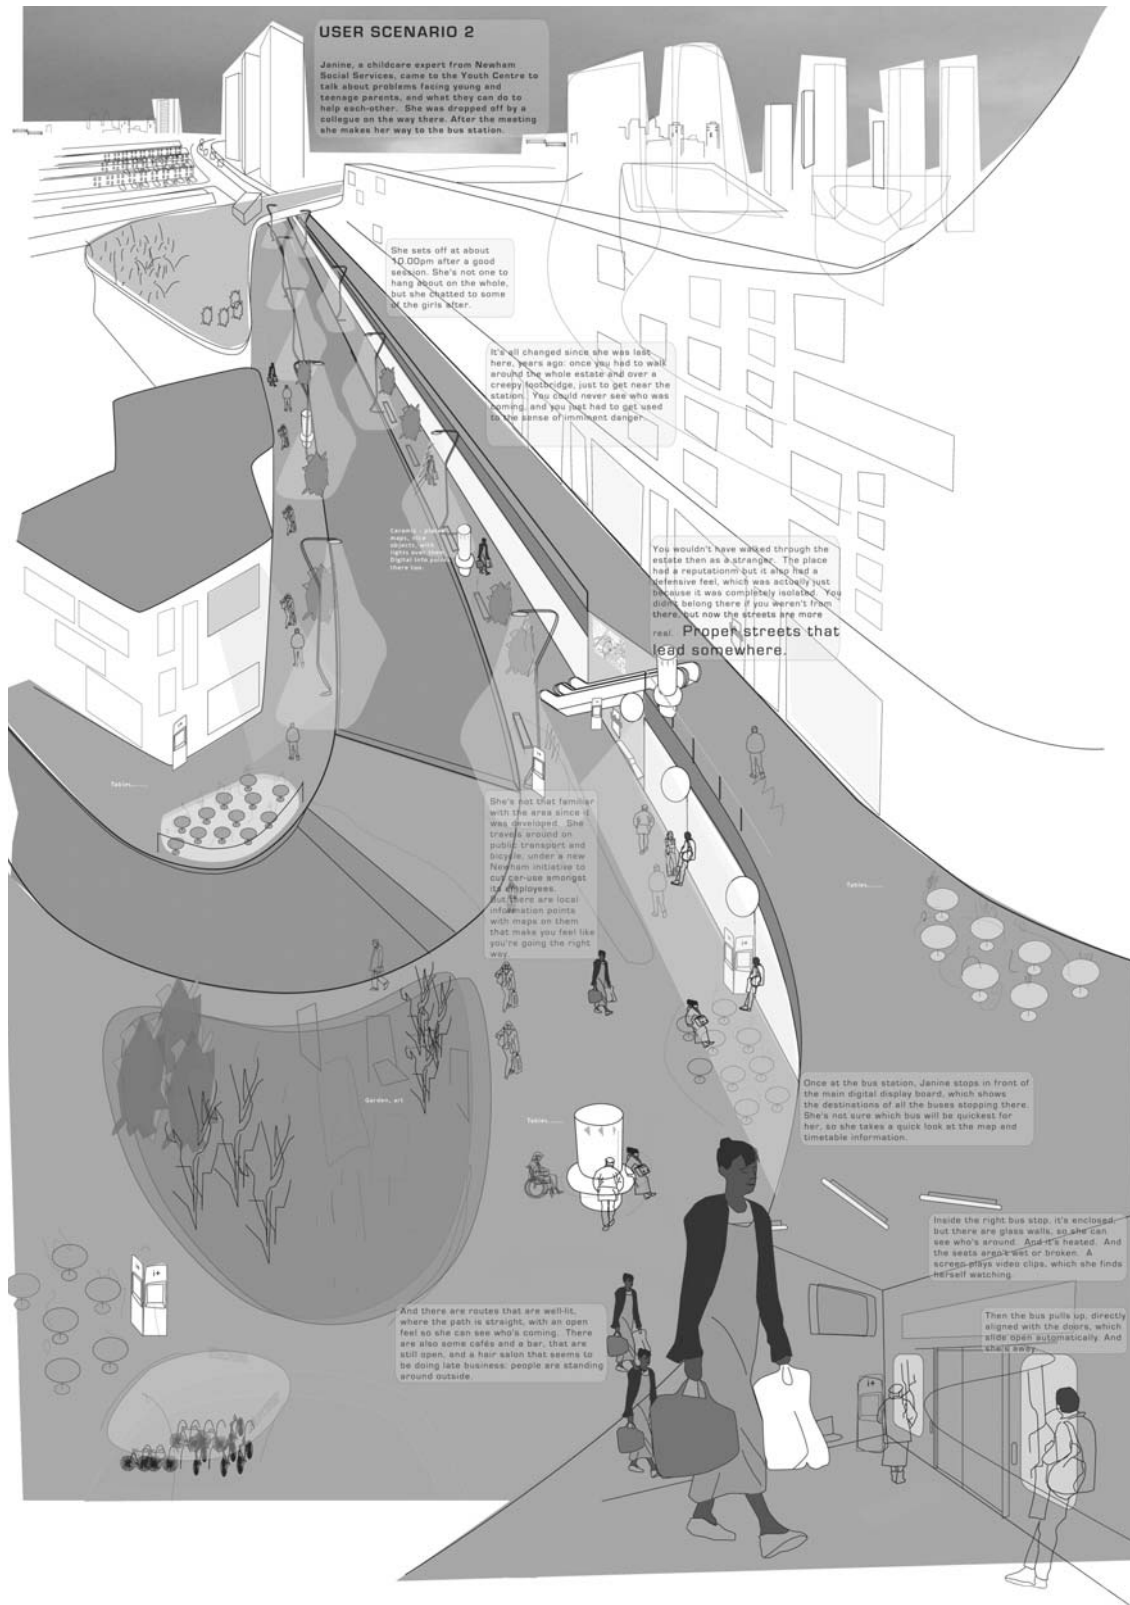 USER SCENARIO 2
Janine, a childcare expert from Newham
Social Services, came to the Youth Centre to
talk about problems facing young and
teenage parents, and what they can do to
help each-other. She was dropped off by a
collegue on the way there. After the meeting
she makes her way to the bus station.
She sets off at about
10.00pm after a good
session. She's not one to
hang about on the whole,
but she chatted to some
of the girls after.
It's all changed since she was last
here, years ago: once you had to walk
around the whole estate and over a
creepy footbridge, just to get near the
station. You could never see who was
coming, and you just had to get used
to the sense of imminent danger.
Ceramic
maps, nice
objects, with
lights over them.
Digital info points
there too.
You wouldn't have walked through the
estate then as a stranger. The place
had a reputationm but it also had a
defensive feel, which was actually just
because it was completely isolated. You
didn't belong there if you weren't from
there, but now the streets are more
real. Proper streets that
lead somewhere.
Tables......
She's not that familiar
with the area since it
was developed. She
travels around on
public transport and
bicycle, under a new
Newham initietive to
cut car-use amongst
its employees.
But there are local
information points
with maps on them
that make you feel like
you're going the right
way.
Tables......
Garden, art
Tables......
Once at the bus station, Janine stops in front of
the main digital display board, which shows
the destinations of all the buses stopping there.
She's not sure which bus will be quickest for
her, so she takes a quick look at the map and
timetable information.
Inside the right bus stop, it's enclosed,
but there are glass walls, so she can
see who's around. And it's heated. And
the seats aren't wet or broken. A
screen plays video clips, which she finds
herself watching.
And there are routes that are well-lit,
where the path is straight, with an open
feel so she can see who's coming. There
are also some cafés and a bar, that are
still open, and a hair salon that seems to
be doing late business: people are standing
around outside.
Then the bus pulls up, directly
aligned with the doors, which
slide open automatically. And
she's away.
i+
i+